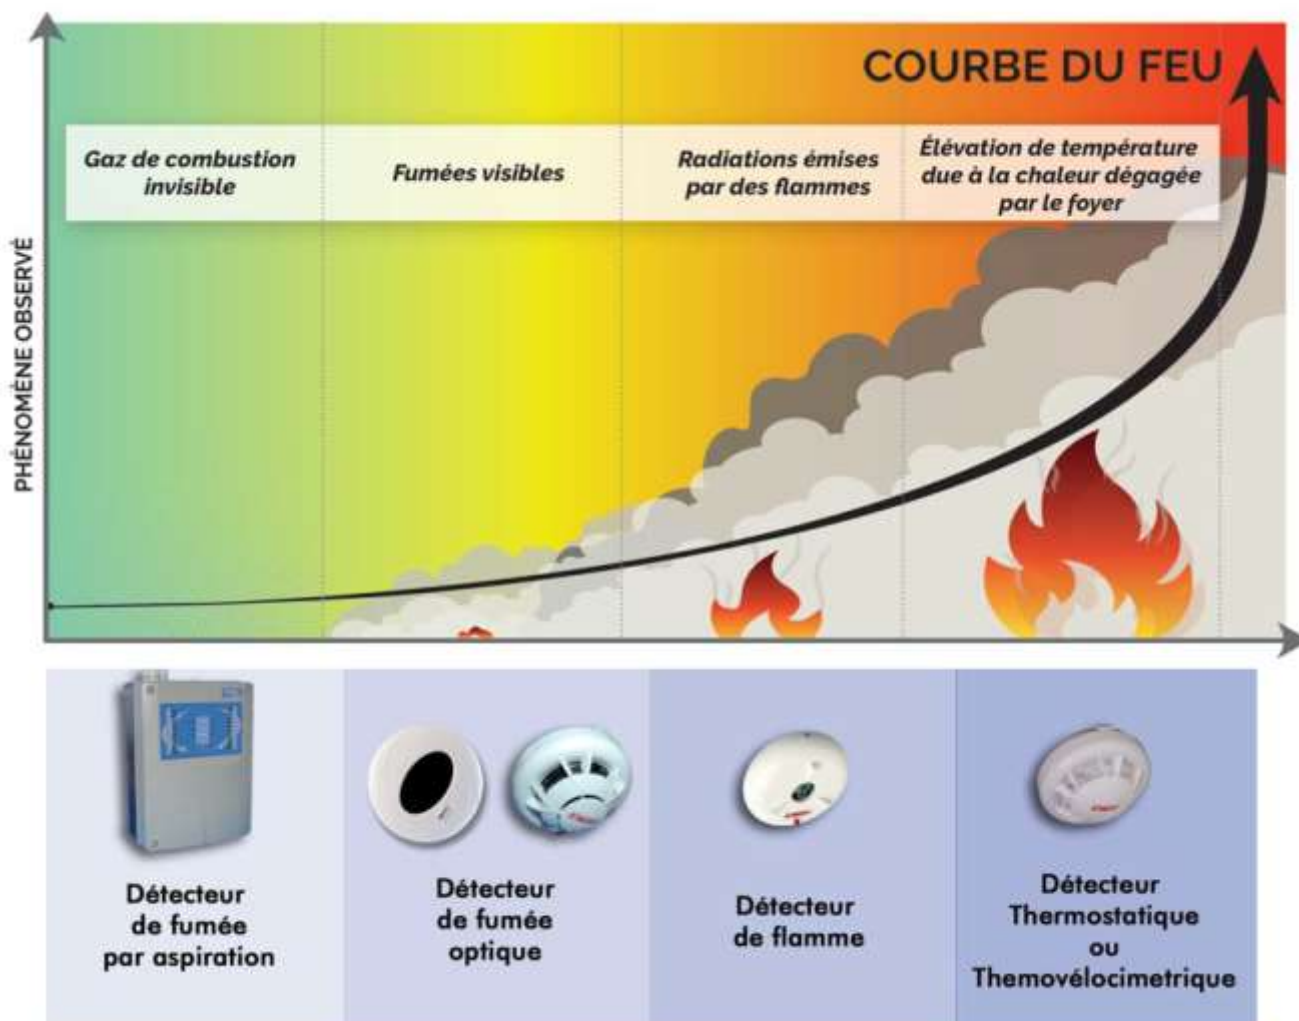 COURBE DU FEU
Gaz de combustion
invisible
Fumées visibles
Radiations émises
par des flammes
Élévation de température
due à la chaleur dégagée
par le foyer
PHÉNOMÈNE OBSERVÉ
Détecteur
de fumée
par aspiration
Détecteur
de fumée
optique
Détecteur
de flamme
Détecteur
Thermostatique
ou
Themovélocimetrique